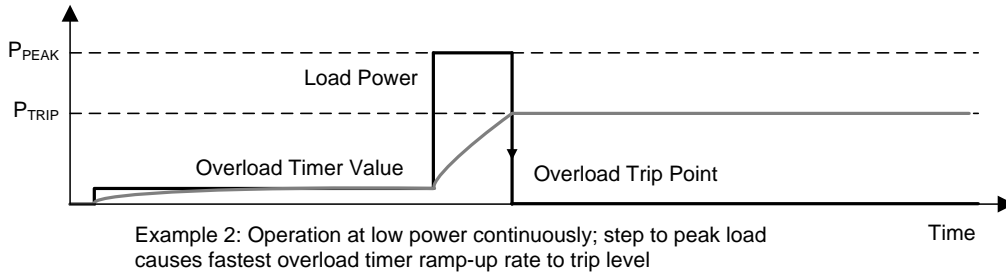 PPEAK
Load Power
PTRIP
Overload Timer Value
Overload Trip Point
Time
Example 2: Operation at low power continuously; step to peak load
causes fastest overload timer ramp-up rate to trip level